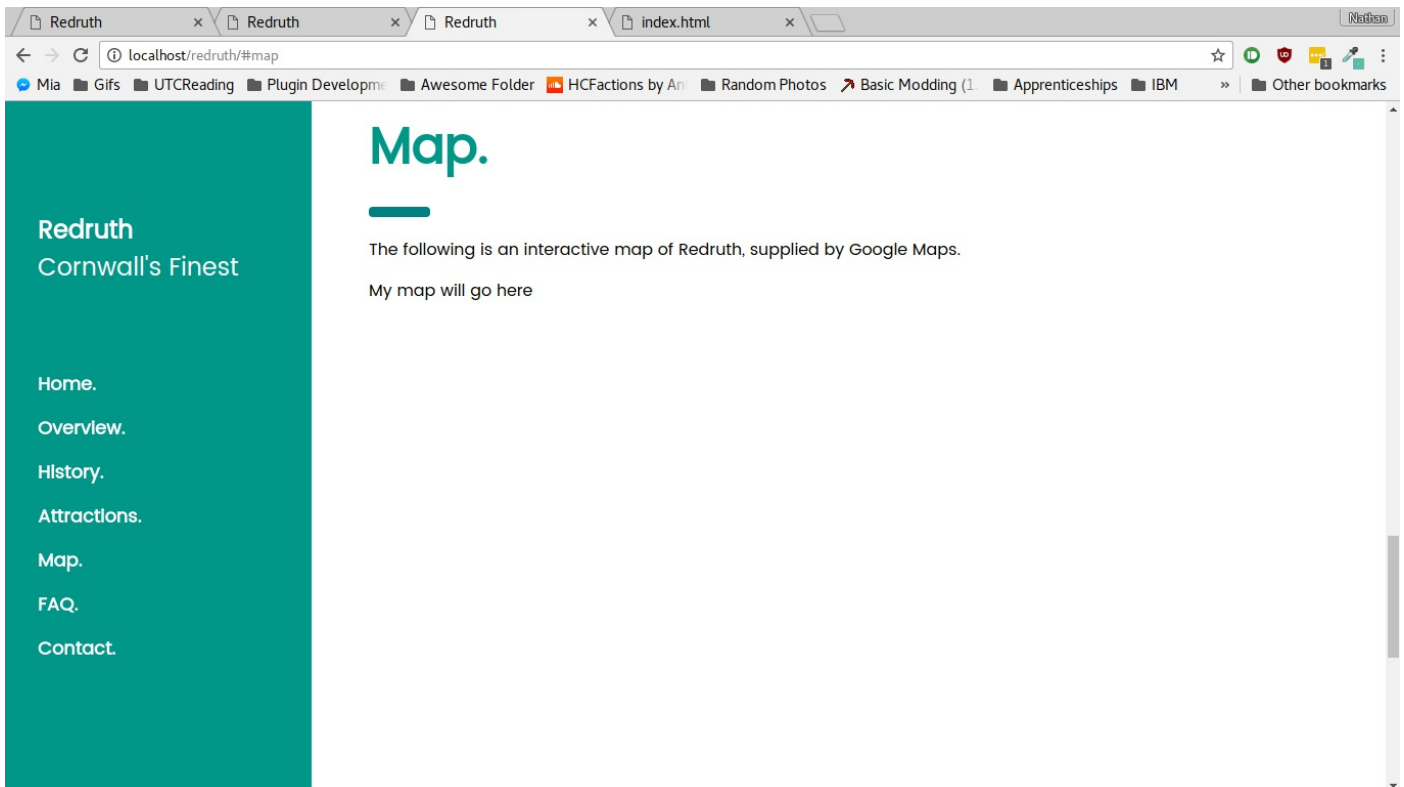 Redruth Redruth Redruth index.html Nathan
localhost/redruth/#map
Mia Gifs UTCReading Plugin Developme Awesome Folder HCFactions by An Random Photos Basic Modding (1. Apprenticeships IBM » Other bookmarks
Map.
Redruth
Cornwall's Finest
The following is an interactive map of Redruth, supplied by Google Maps.
My map will go here
Home.
Overview.
History.
Attractions.
Map.
FAQ.
Contact.